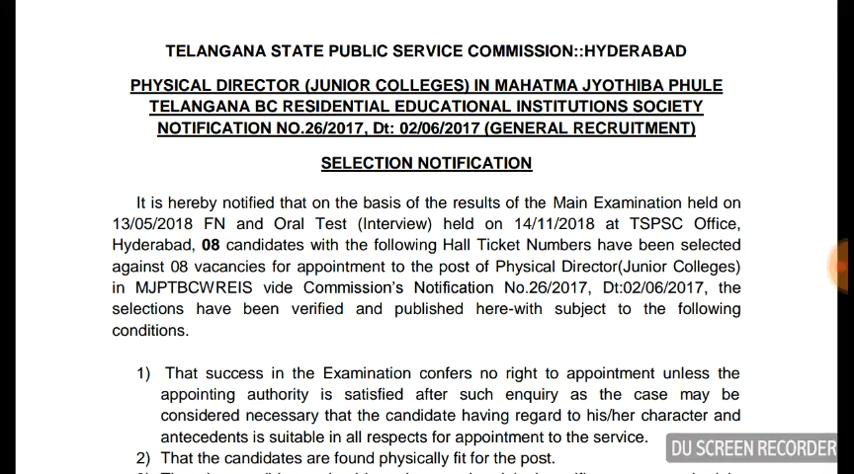 TELANGANA STATE PUBLIC SERVICE COMMISSION::HYDERABAD
PHYSICAL DIRECTOR (JUNIOR COLLEGES) IN MAHATMA JYOTHIBA PHULE
TELANGANA BC RESIDENTIAL EDUCATIONAL INSTITUTIONS SOCIETY
NOTIFICATION NO.26/2017, Dt: 02/06/2017 (GENERAL RECRUITMENT)
SELECTION NOTIFICATION
It is hereby notified that on the basis of the results of the Main Examination held on
13/05/2018 FN and Oral Test (Interview) held on 14/11/2018 at TSPSC Office,
Hyderabad, 08 candidates with the following Hall Ticket Numbers have been selected
against 08 vacancies for appointment to the post of Physical Director(Junior Colleges)
in MJPTBCWREIS vide Commission's Notification No.26/2017, Dt:02/06/2017, the
selections have been verified and published here-with subject to the following
conditions.
1) That success in the Examination confers no right to appointment unless the
appointing authority is satisfied after such enquiry as the case may be
considered necessary that the candidate having regard to his/her character and
antecedents is suitable in all respects for appointment to the service.
2) That the candidates are found physically fit for the post.
DU SCREEN RECORDER